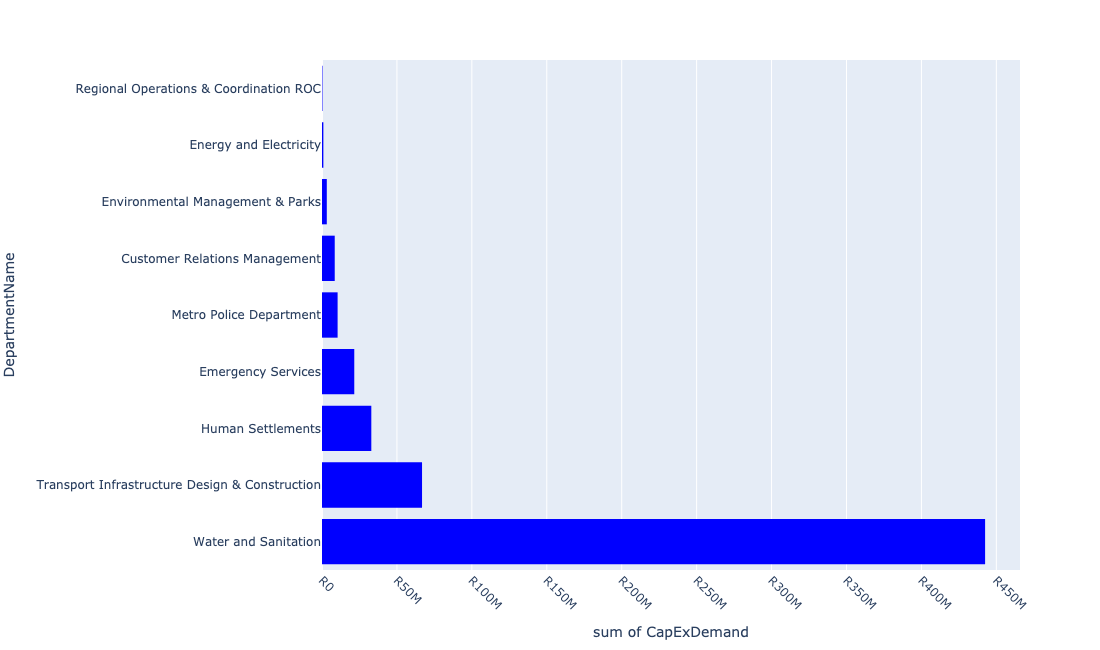 Regional Operations & Coordination ROC
Energy and Electricity
Environmental Management & Parks
Customer Relations Management
Metro Police Department
Emergency Services
Human Settlements
Transport Infrastructure Design & Construction
Water and Sanitation
DepartmentName
R0
R50M
R100M
R150M
R200M
R250M
R300M
R350M
R400M
R450M
sum of CapExDemand